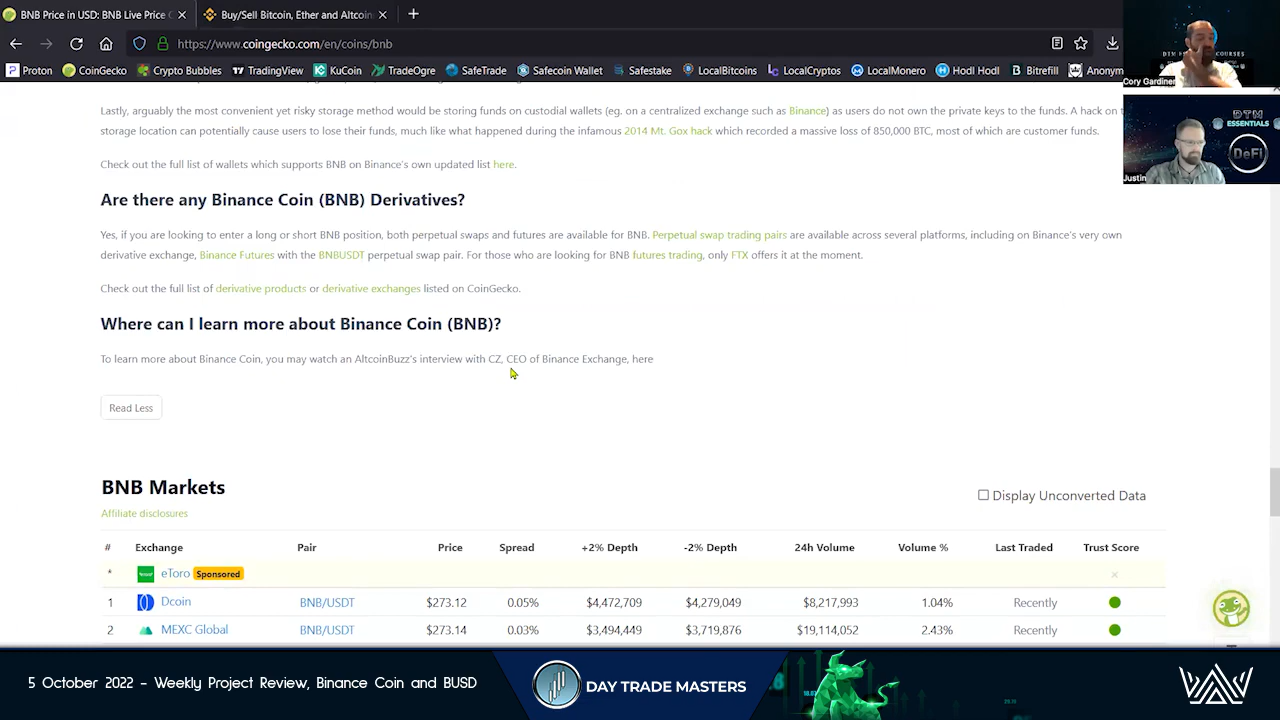 BNB Price in USD: BNB Live Price C
Buy/Sell Bitcoin, Ether and Altcoin
https://www.coingecko.com/en/coins/bnb
Proton CoinGecko Crypto Bubbles TradingView KuCoin TradeOgre SafeTrade Safecoin Wallet Safestake LocalBitcoins LocalCryptos LocalMonero Hodl Hodl Bitrefill Anonym
Cory Gardiner
DTM
ESSENTIALS
DeFi
Justin
Lastly, arguably the most convenient yet risky storage method would be storing funds on custodial wallets (eg. on a centralized exchange such as Binance) as users do not own the private keys to the funds. A hack on
storage location can potentially cause users to lose their funds, much like what happened during the infamous 2014 Mt. Gox hack which recorded a massive loss of 850,000 BTC, most of which are customer funds.
Check out the full list of wallets which supports BNB on Binance's own updated list here.
Are there any Binance Coin (BNB) Derivatives?
Yes, if you are looking to enter a long or short BNB position, both perpetual swaps and futures are available for BNB. Perpetual swap trading pairs are available across several platforms, including on Binance's very own
derivative exchange, Binance Futures with the BNBUSDT perpetual swap pair. For those who are looking for BNB futures trading, only FTX offers it at the moment.
Check out the full list of derivative products or derivative exchanges listed on CoinGecko.
Where can I learn more about Binance Coin (BNB)?
To learn more about Binance Coin, you may watch an AltcoinBuzz's interview with CZ, CEO of Binance Exchange, here
Read Less
BNB Markets
Display Unconverted Data
Affiliate disclosures
# Exchange Pair Price Spread +2% Depth -2% Depth 24h Volume Volume % Last Traded Trust Score
* eToro Sponsored
1 Dcoin BNB/USDT $273.12 0.05% $4,472,709 $4,279,049 $8,217,993 1.04% Recently
2 MEXC Global BNB/USDT $273.14 0.03% $3,494,449 $3,719,876 $19,114,052 2.43% Recently
5 October 2022 - Weekly Project Review, Binance Coin and BUSD
DAY TRADE MASTERS